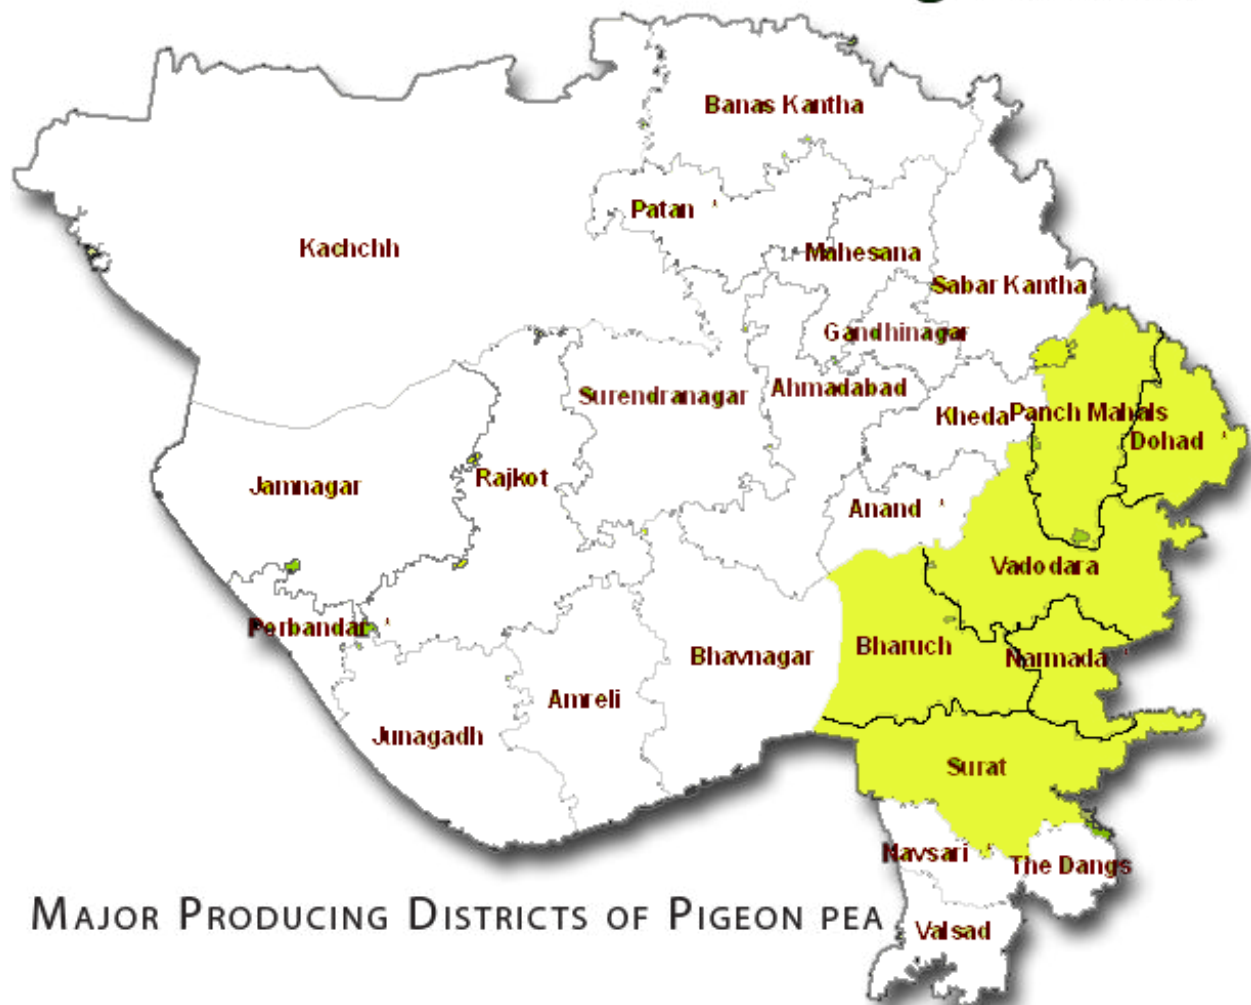 Banas Kantha
Patan *
Kachchh
Mahesana
Sabar Kantha
Gandhinagar
Surendranagar
Ahmadabad
Kheda
Panch Mahals
Dohad *
Jamnagar
Rajkot
Anand *
Vadodara
Perbandar *
Bhavnagar
Bharuch
Narmada *
Amreli
Junagadh
Surat
Navsari *
The Dangs
MAJOR PRODUCING DISTRICTS OF PIGEON PEA
Valsad